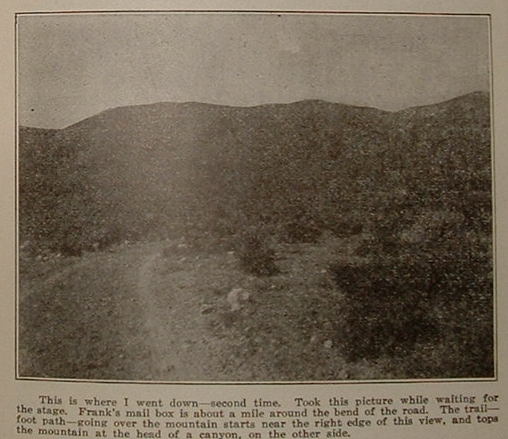 This is where I went down—second time. Took this picture while waiting for
the stage. Frank's mail box is about a mile around the bend of the road. The trail—
foot path—going over the mountain starts near the right edge of this view, and tops
the mountain at the head of a canyon, on the other side.